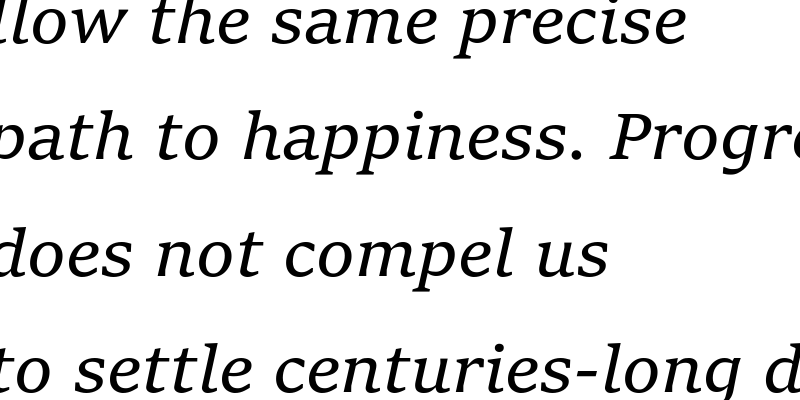 llow the same precise
path to happiness. Progre
does not compel us
to settle centuries-long d